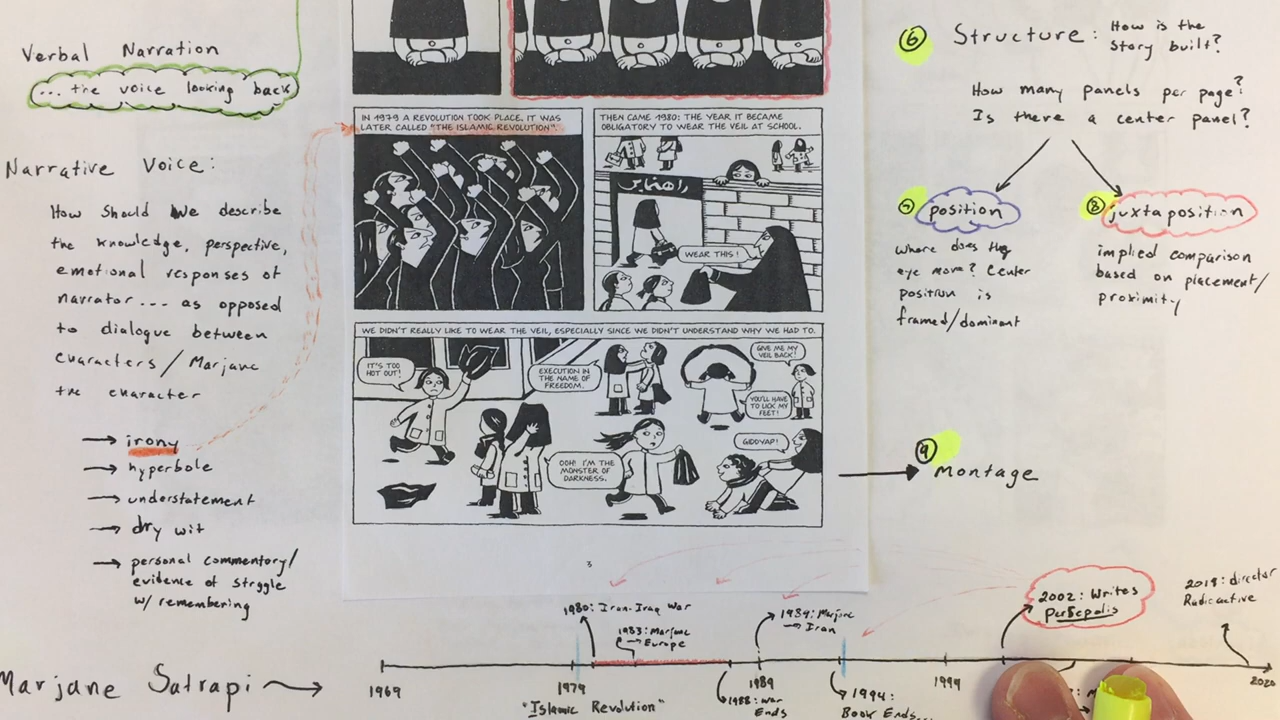 Verbal Narration
...the voice looking back
Narrative Voice:
How should we describe
the knowledge, perspective,
emotional responses of
narrator... as opposed
to dialogue between
characters/Marjane
the character
→ irony
→ hyperbole
→ understatement
→ dry wit
→ personal commentory/
evidence of strggle
w/ remembering
IN 1979 A REVOLUTION TOOK PLACE. IT WAS
LATER CALLED "THE ISLAMIC REVOLUTION".
THEN CAME 1980: THE YEAR IT BECAME
OBLIGATORY TO WEAR THE VEIL AT SCHOOL.
راهنمایی
WEAR THIS!
WE DIDN'T REALLY LIKE TO WEAR THE VEIL, ESPECIALLY SINCE WE DIDN'T UNDERSTAND WHY WE HAD TO.
IT'S TOO
HOT OUT!
EXECUTION IN
THE NAME OF
FREEDOM.
GIVE ME MY
VEIL BACK!
YOU'LL HAVE
TO LICK MY
FEET!
OOH! I'M THE
MONSTER OF
DARKNESS.
GIDDYAP!
3
6 Structure: How is the
story built?
How many panels per page?
Is there a center panel?
7 position
where does the
eye move? Center
position is
framed/dominant
8 juxtaposition
implied comparison
based on placement/
proximity
9 Montage
Marjane Satrapi →
1969
1979
"Islamic Revolution"
1980: Iran-Iraq War
1983: Marjane
→ Europe
1988: War
Ends
1989
1989: Marjane
→ Iran
1994:
Book Ends...
1999
2002: Writes
Persepolis
2019: director
Radioactive
2020